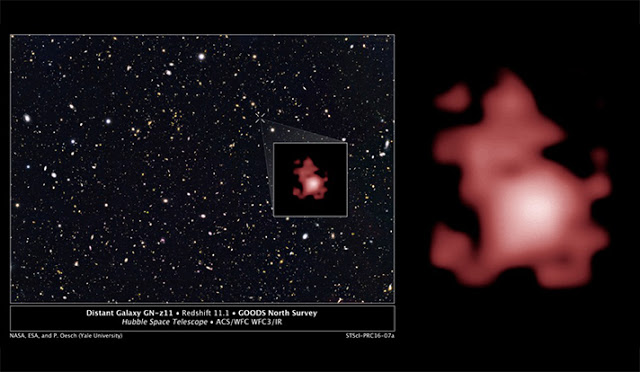 Distant Galaxy GN-z11 • Redshift 11.1 • GOODS North Survey
Hubble Space Telescope • ACS/WFC WFC3/IR
NASA, ESA, and P. Oesch (Yale University)
STScI-PRC16-07a